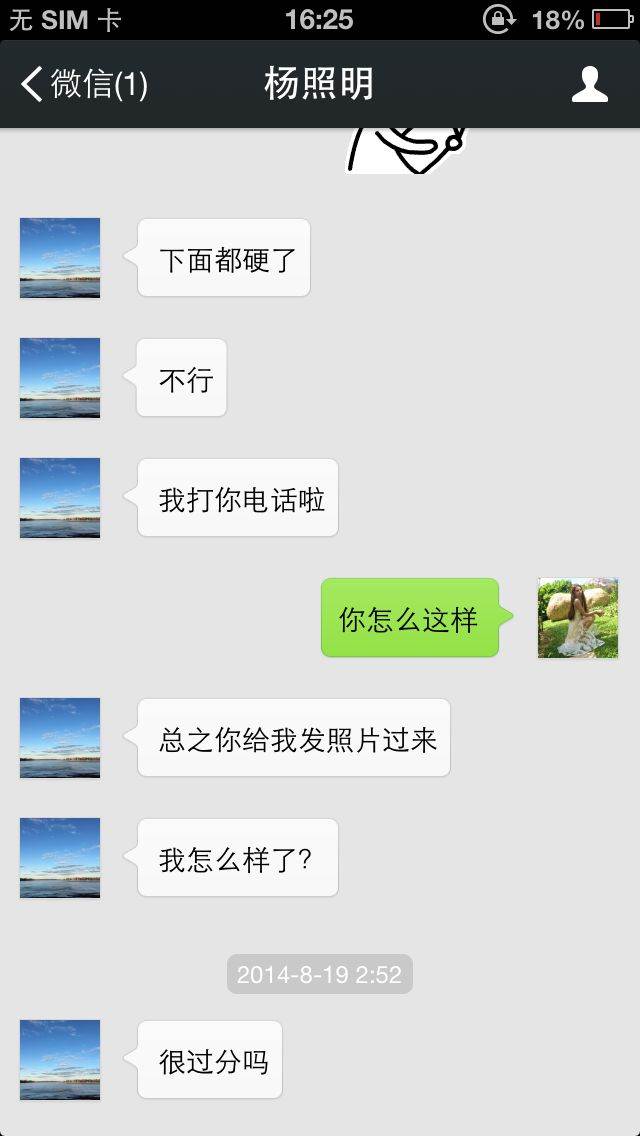 无 SIM 卡 16:25 18%
微信(1) 杨照明
下面都硬了
不行
我打你电话啦
你怎么这样
总之你给我发照片过来
我怎么样了?
2014-8-19 2:52
很过分吗